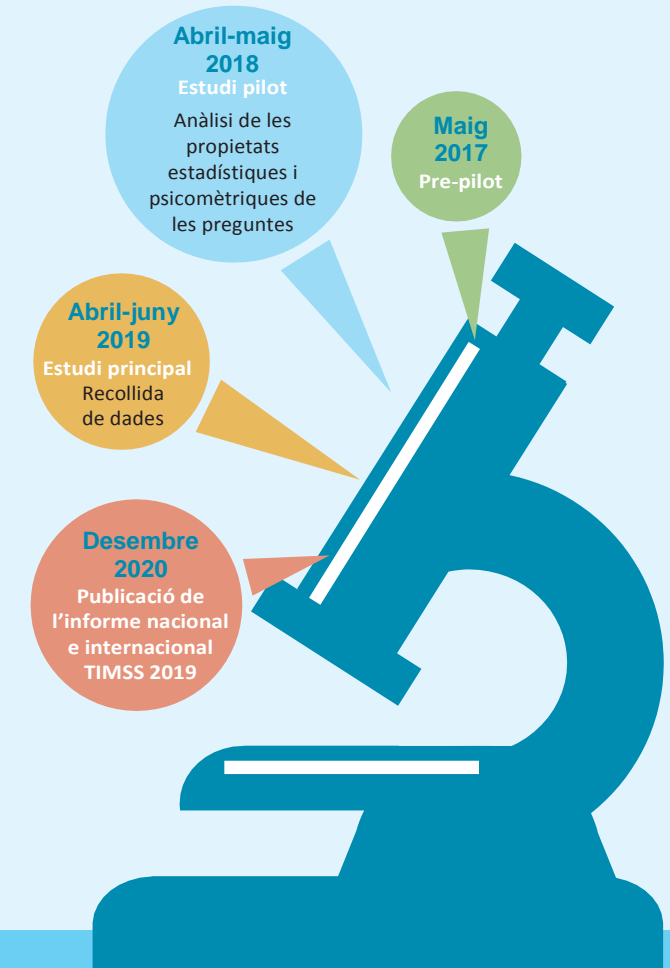 Abril-maig
2018
Estudi pilot
Anàlisi de les
propietats
estadístiques i
psicomètriques de
les preguntes
Maig
2017
Pre-pilot
Abril-juny
2019
Estudi principal
Recollida
de dades
Desembre
2020
Publicació de
l’informe nacional
e internacional
TIMSS 2019